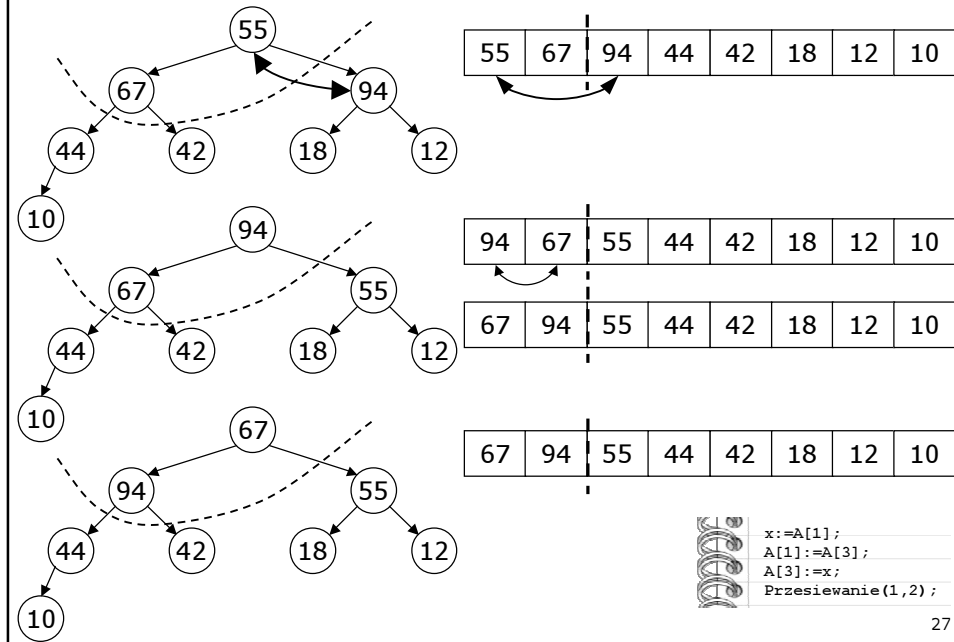 55
67 94
44 42 18 12
10
55 67 94 44 42 18 12 10
94
67 55
44 42 18 12
10
94 67 55 44 42 18 12 10
67 94 55 44 42 18 12 10
67
94 55
44 42 18 12
10
67 94 55 44 42 18 12 10
x:=A[1];
A[1]:=A[3];
A[3]:=x;
Przesiewanie(1,2);
27